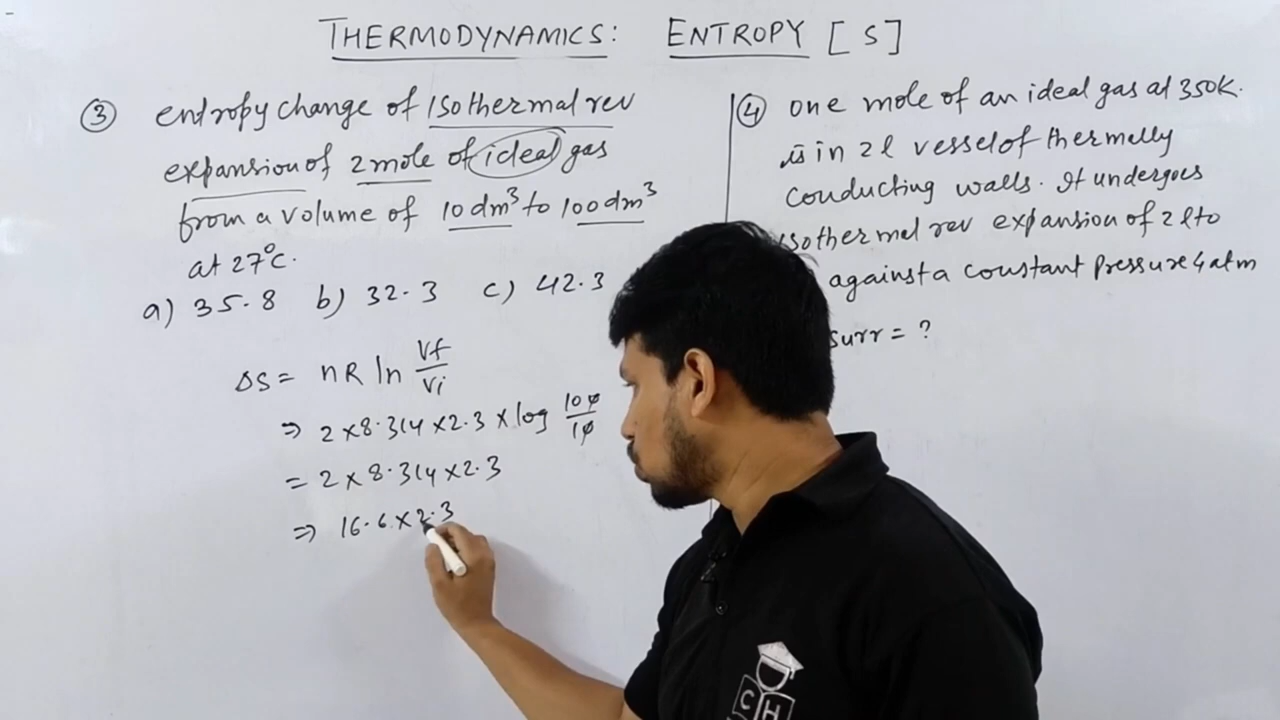 THERMODYNAMICS: ENTROPY [S]
③ entropy change of Isothermal rev
expansion of 2 mole of ideal gas
from a volume of 10 dm³ to 100 dm³
at 27°C.
a) 35.8 b) 32.3 c) 42.3
ΔS = nR ln Vf/Vi
⇒ 2 x 8.314 x 2.3 x log 100/10
= 2 x 8.314 x 2.3
⇒ 16.6 x 2.3
④ one mole of an ideal gas at 350K.
is in 2l vessel of thermally
conducting walls. It undergoes
isothermal rev expansion of 2l to
against a constant pressure 4 atm
surr = ?
CH